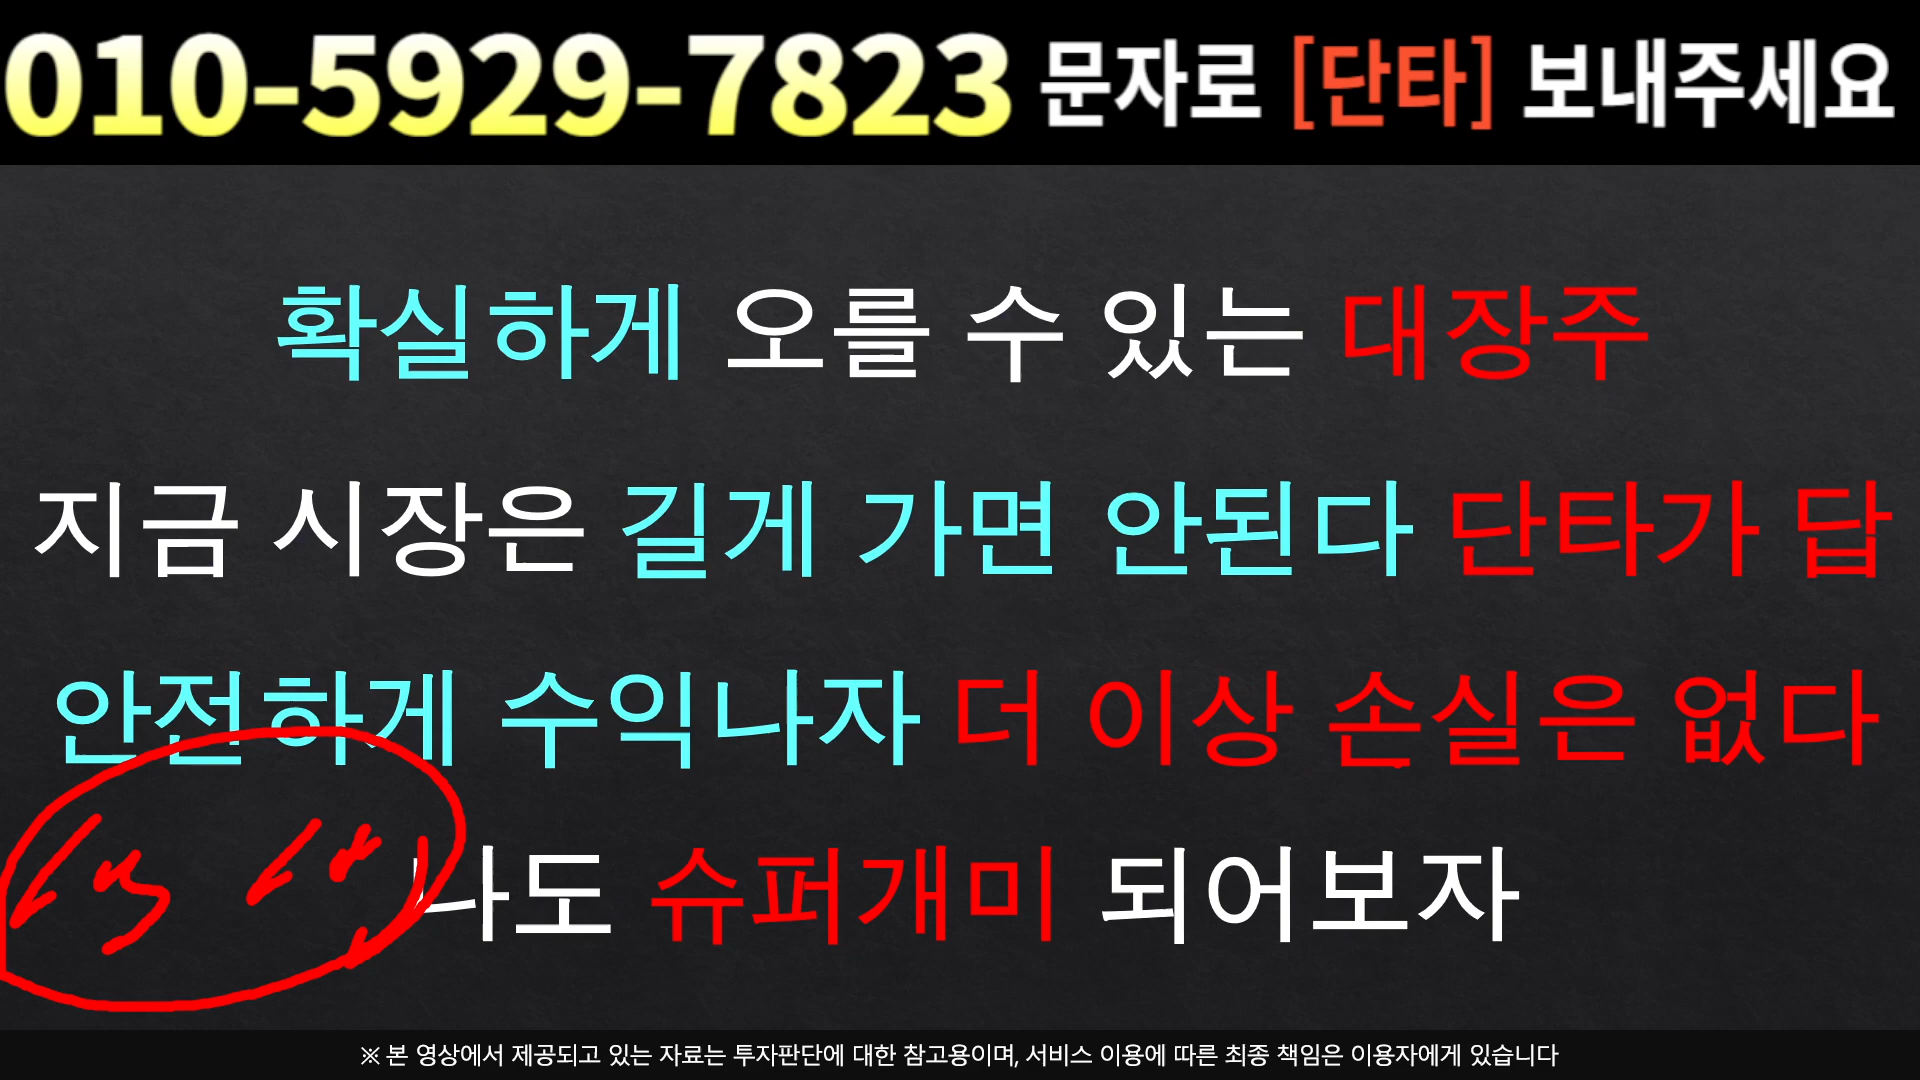 010-5929-7823 문자로 [단타] 보내주세요
확실하게 오를 수 있는 대장주
지금 시장은 길게 가면 안된다 단타가 답
안전하게 수익나자 더 이상 손실은 없다
나도 슈퍼개미 되어보자
※ 본 영상에서 제공되고 있는 자료는 투자판단에 대한 참고용이며, 서비스 이용에 따른 최종 책임은 이용자에게 있습니다